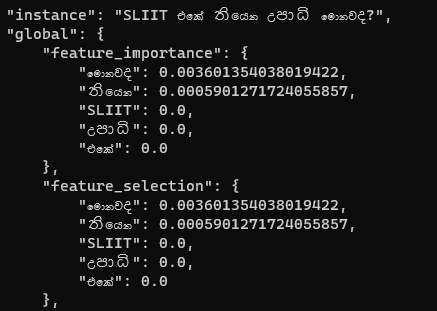 "instance": "SLIIT එකේ තියෙන උපාධි මොනවද?",
"global": {
"feature_importance": {
"මොනවද": 0.003601354038019422,
"තියෙන": 0.0005901271724055857,
"SLIIT": 0.0,
"උපාධි": 0.0,
"එකේ": 0.0
},
"feature_selection": {
"මොනවද": 0.003601354038019422,
"තියෙන": 0.0005901271724055857,
"SLIIT": 0.0,
"උපාධි": 0.0,
"එකේ": 0.0
},